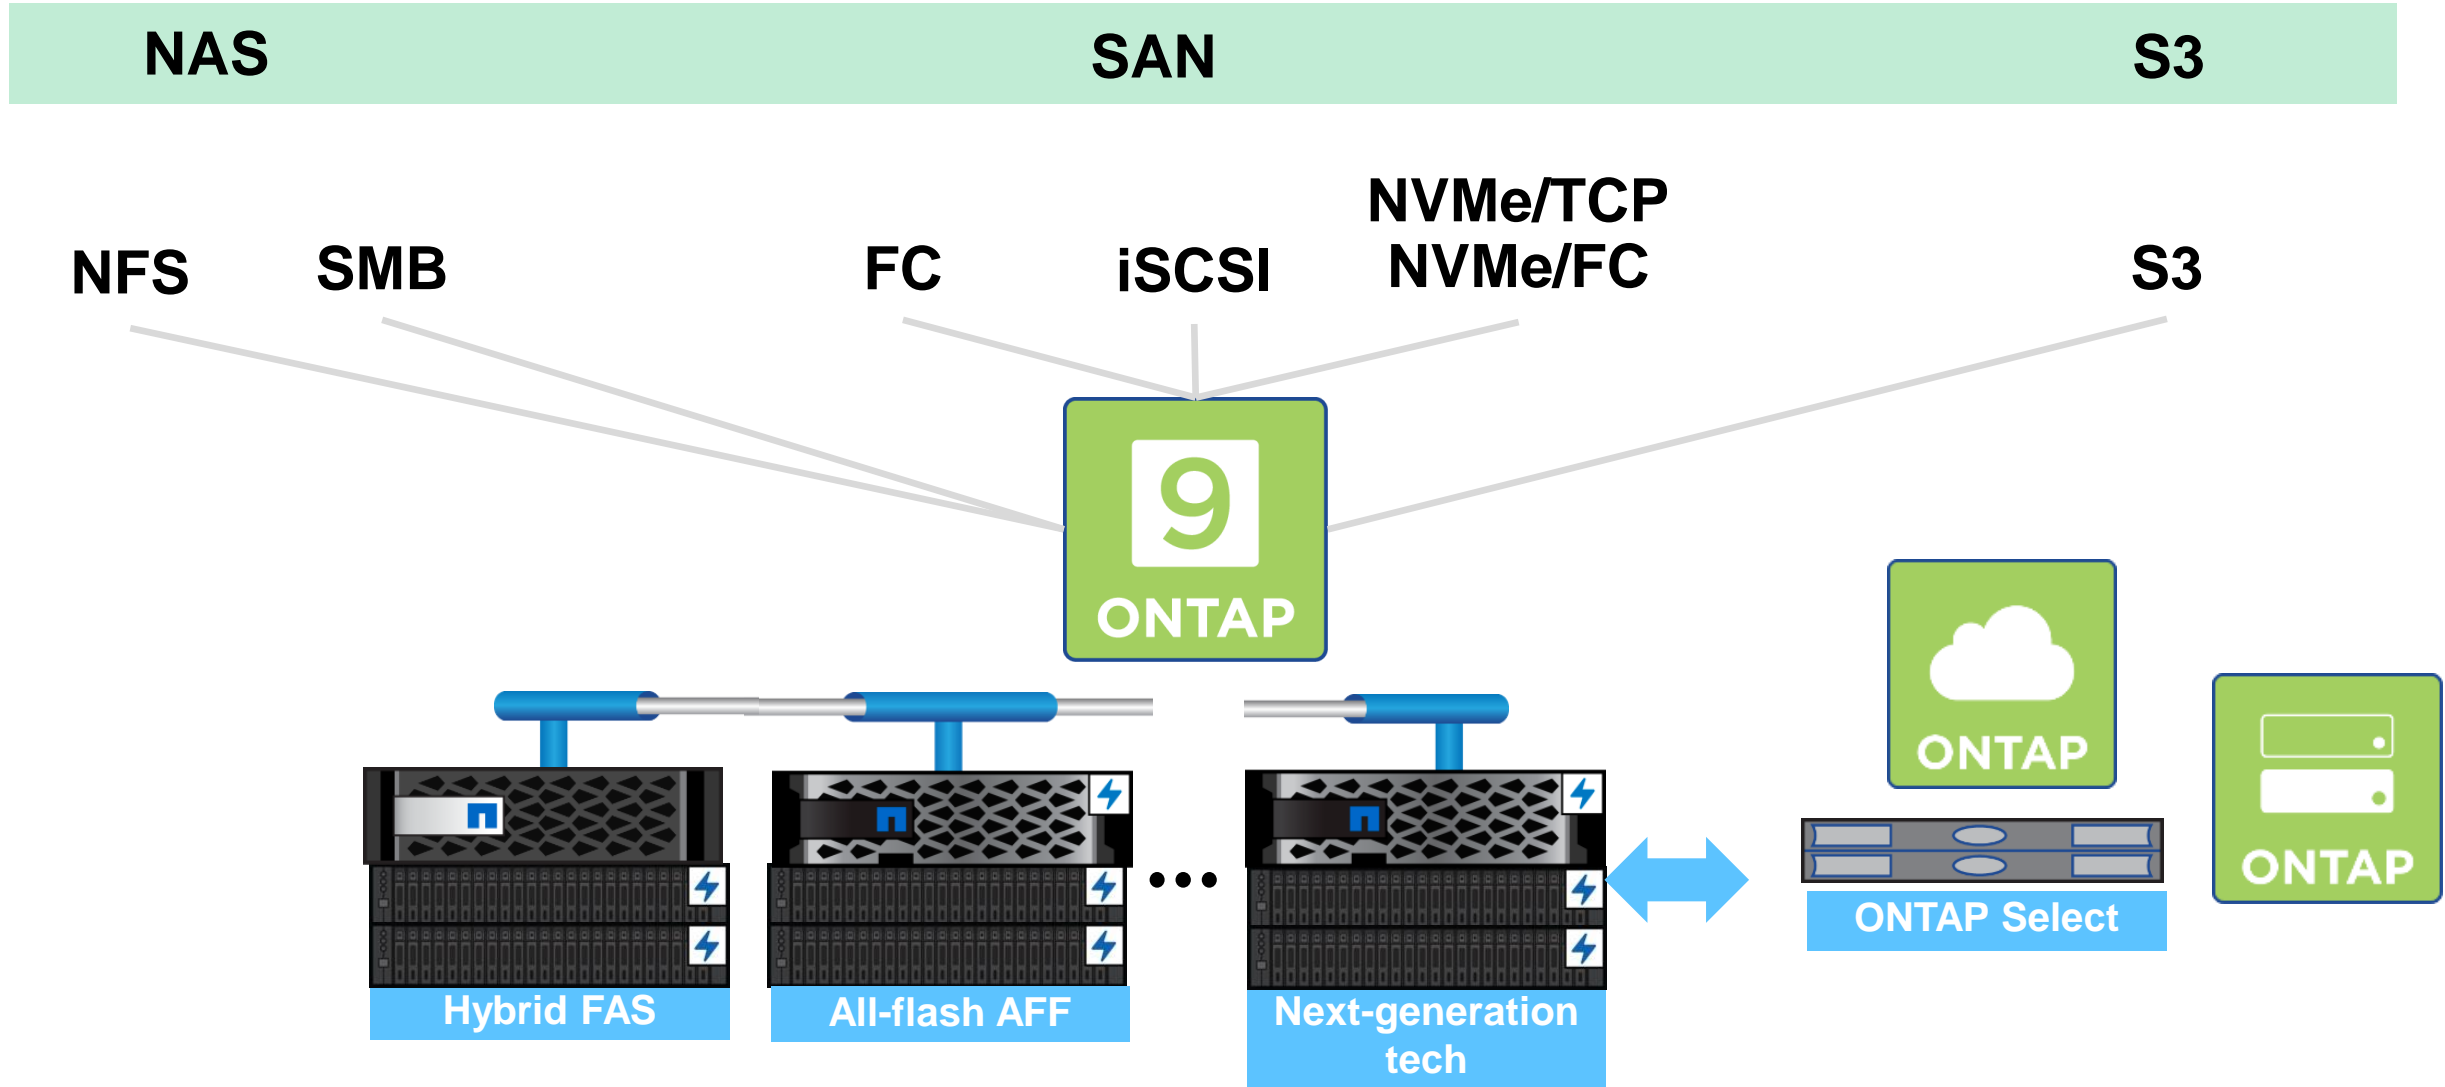 NAS SAN S3
NVMe/TCP
NFS SMB FC iSCSI NVMe/FC S3
9
ONTAP
ONTAP
ONTAP
ONTAP Select
Hybrid FAS All-flash AFF Next-generation
tech